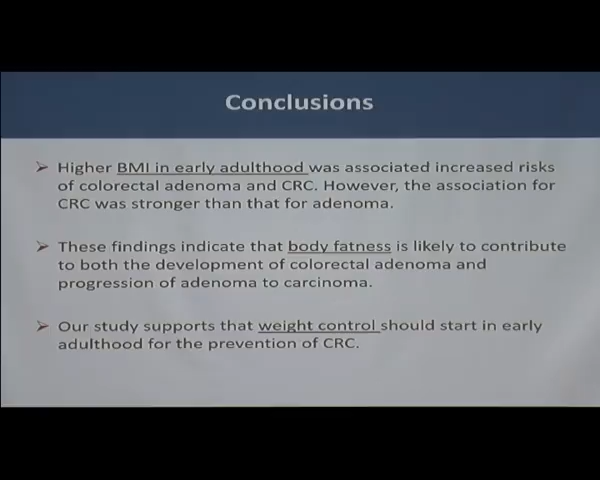 Conclusions
Higher BMI in early adulthood was associated increased risks
of colorectal adenoma and CRC. However, the association for
CRC was stronger than that for adenoma.
These findings indicate that body fatness is likely to contribute
to both the development of colorectal adenoma and
progression of adenoma to carcinoma.
Our study supports that weight control should start in early
adulthood for the prevention of CRC.